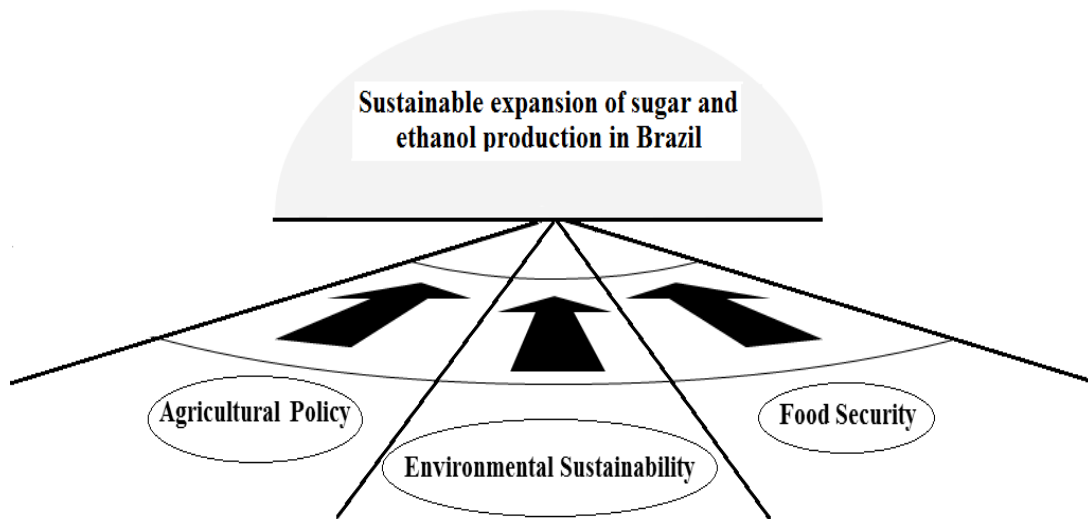 Sustainable expansion of sugar and
ethanol production in Brazil
Agricultural Policy
Food Security
Environmental Sustainability